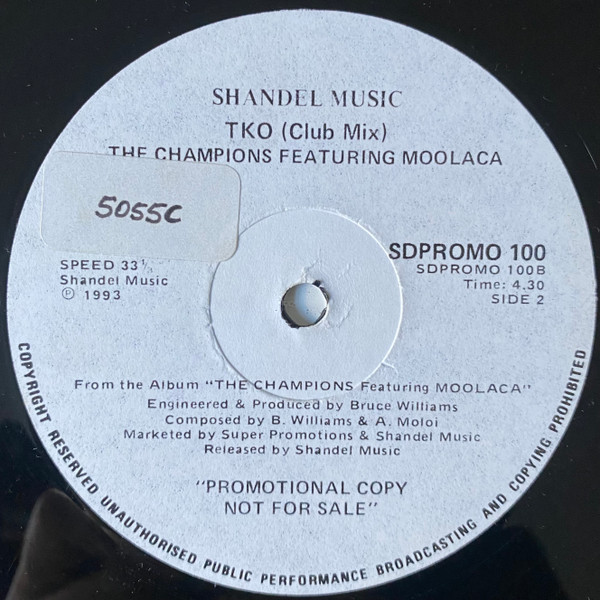 SHANDEL MUSIC
TKO (Club Mix)
THE CHAMPIONS FEATURING MOOLACA
5055C
SDPROMO 100
SDPROMO 100B
Time: 4.30
SIDE 2
SPEED 33⅓
Shandel Music
℗ 1993
From the Album "THE CHAMPIONS Featuring MOOLACA"
Engineered & Produced by Bruce Williams
Composed by B. Williams & A. Moloi
Marketed by Super Promotions & Shandel Music
Released by Shandel Music
"PROMOTIONAL COPY
NOT FOR SALE"
COPYRIGHT RESERVED UNAUTHORISED PUBLIC PERFORMANCE BROADCASTING AND COPYING PROHIBITED